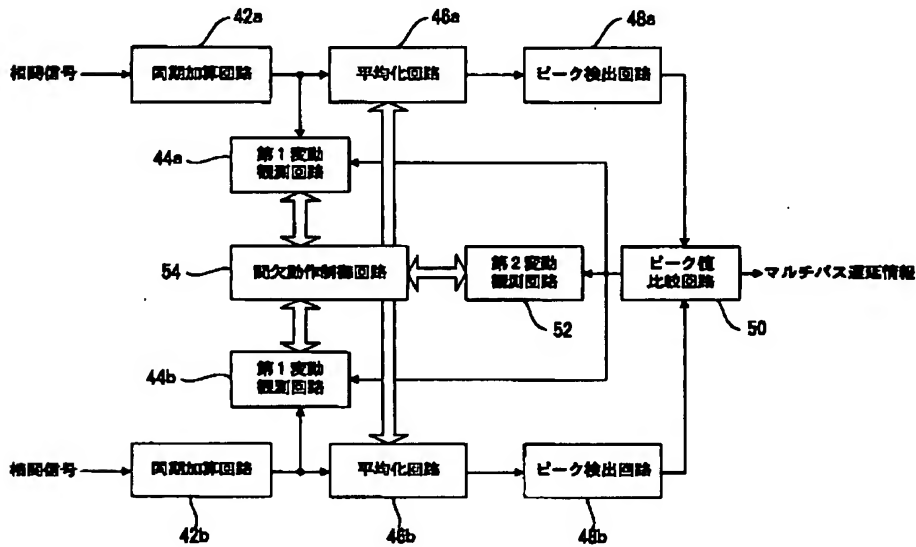 42a
46a
48a
相関信号
同期加算回路
平均化回路
ピーク検出回路
44a
第１変動
観測回路
54
間欠動作制御回路
第２変動
観測回路
ピーク値
比較回路
マルチパス遅延情報
52
50
44b
第１変動
観測回路
相関信号
同期加算回路
平均化回路
ピーク検出回路
42b
46b
48b